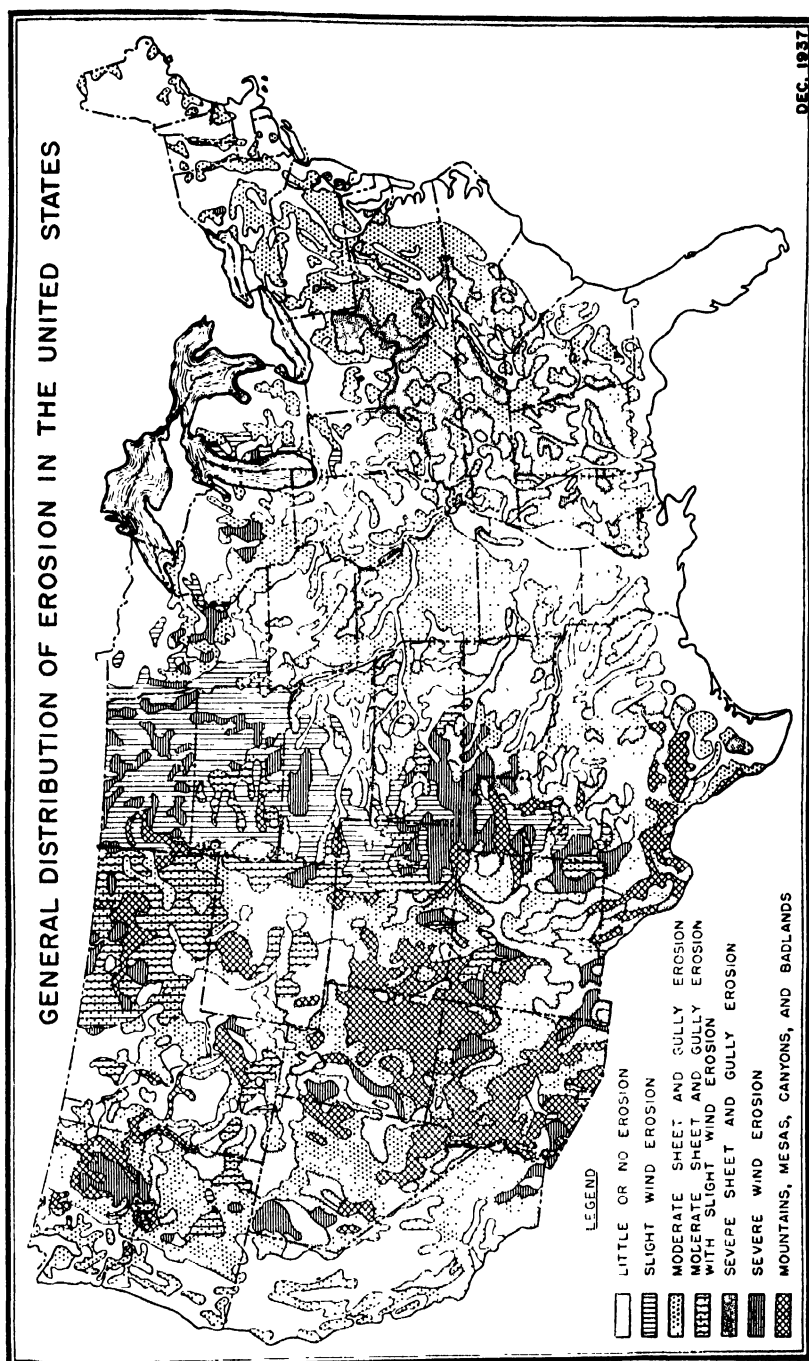 GENERAL DISTRIBUTION OF EROSION IN THE UNITED STATES
LEGEND
LITTLE OR NO EROSION
SLIGHT WIND EROSION
MODERATE SHEET AND GULLY EROSION
MODERATE SHEET AND GULLY EROSION
WITH SLIGHT WIND EROSION
SEVERE SHEET AND GULLY EROSION
SEVERE WIND EROSION
MOUNTAINS, MESAS, CANYONS, AND BADLANDS
DEC. 1937